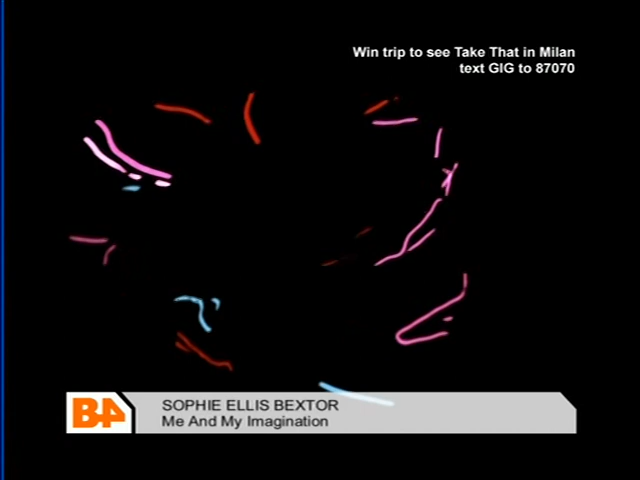 Win trip to see Take That in Milan
text GIG to 87070
B4
SOPHIE ELLIS BEXTOR
Me And My Imagination